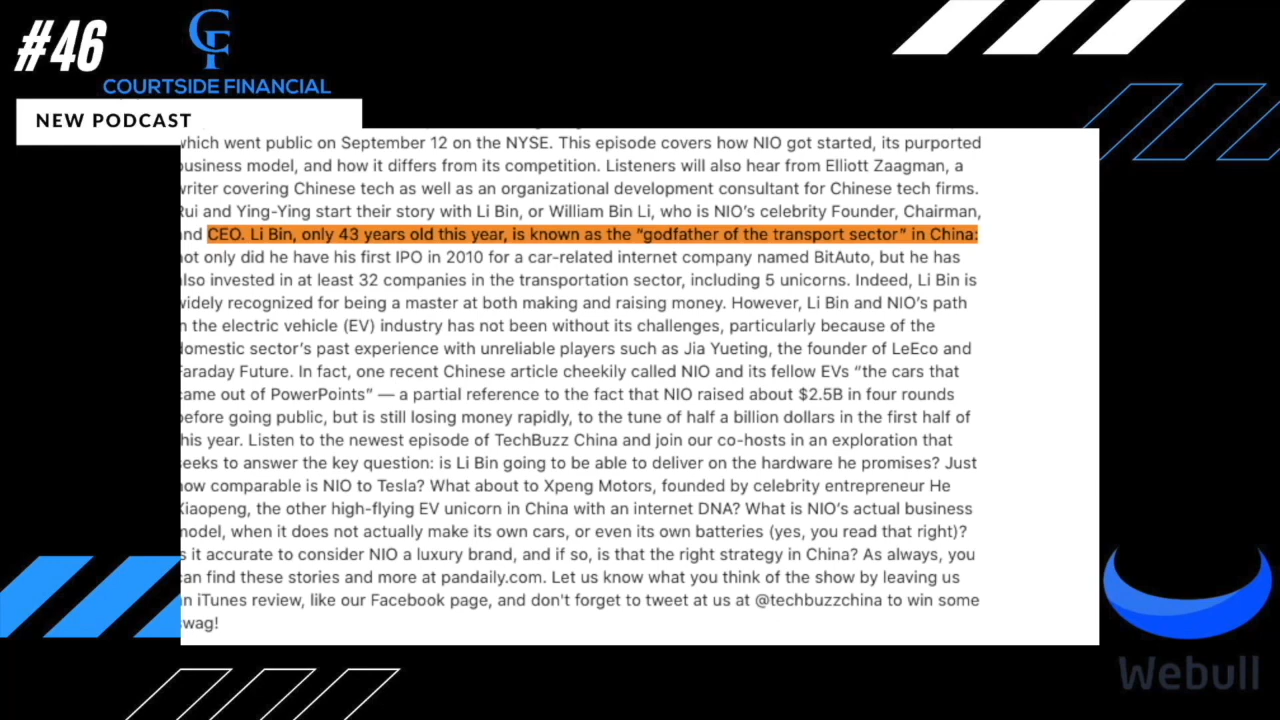 #46
COURTSIDE FINANCIAL
NEW PODCAST
which went public on September 12 on the NYSE. This episode covers how NIO got started, its purported
business model, and how it differs from its competition. Listeners will also hear from Elliott Zaagman, a
writer covering Chinese tech as well as an organizational development consultant for Chinese tech firms.
Rui and Ying-Ying start their story with Li Bin, or William Bin Li, who is NIO's celebrity Founder, Chairman,
and CEO. Li Bin, only 43 years old this year, is known as the "godfather of the transport sector" in China:
not only did he have his first IPO in 2010 for a car-related internet company named BitAuto, but he has
also invested in at least 32 companies in the transportation sector, including 5 unicorns. Indeed, Li Bin is
widely recognized for being a master at both making and raising money. However, Li Bin and NIO's path
in the electric vehicle (EV) industry has not been without its challenges, particularly because of the
domestic sector's past experience with unreliable players such as Jia Yueting, the founder of LeEco and
Faraday Future. In fact, one recent Chinese article cheekily called NIO and its fellow EVs "the cars that
came out of PowerPoints" — a partial reference to the fact that NIO raised about $2.5B in four rounds
before going public, but is still losing money rapidly, to the tune of half a billion dollars in the first half of
this year. Listen to the newest episode of TechBuzz China and join our co-hosts in an exploration that
seeks to answer the key question: is Li Bin going to be able to deliver on the hardware he promises? Just
how comparable is NIO to Tesla? What about to Xpeng Motors, founded by celebrity entrepreneur He
Xiaopeng, the other high-flying EV unicorn in China with an internet DNA? What is NIO's actual business
model, when it does not actually make its own cars, or even its own batteries (yes, you read that right)?
Is it accurate to consider NIO a luxury brand, and if so, is that the right strategy in China? As always, you
can find these stories and more at pandaily.com. Let us know what you think of the show by leaving us
an iTunes review, like our Facebook page, and don't forget to tweet at us at @techbuzzchina to win some
swag!
Webull